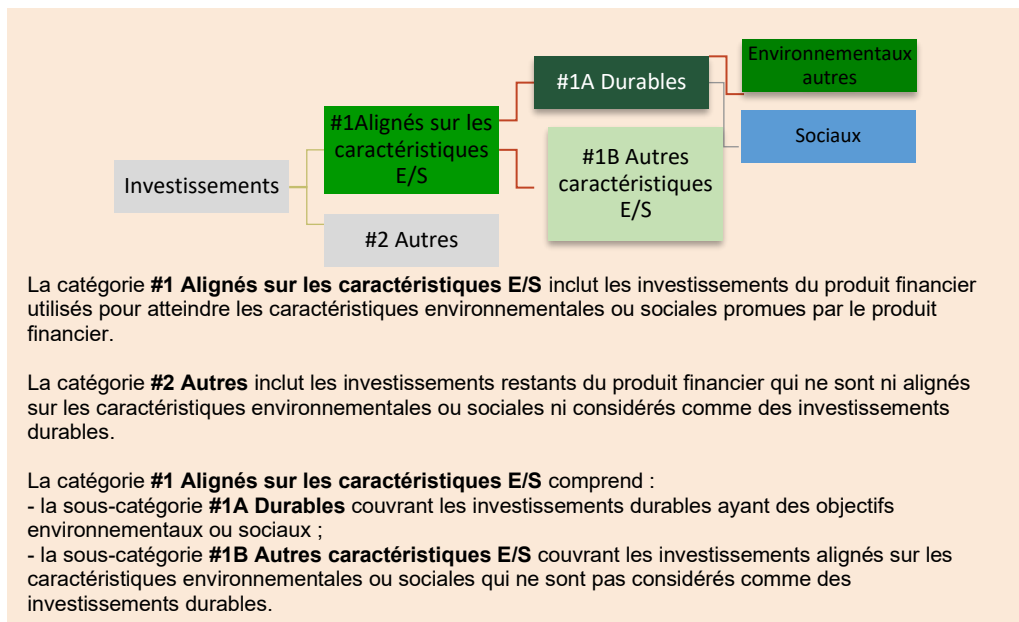 Investissements
#1Alignés sur les
caractéristiques
E/S
#2 Autres
#1A Durables
#1B Autres
caractéristiques
E/S
Environnementaux
autres
Sociaux
La catégorie #1 Alignés sur les caractéristiques E/S inclut les investissements du produit financier
utilisés pour atteindre les caractéristiques environnementales ou sociales promues par le produit
financier.
La catégorie #2 Autres inclut les investissements restants du produit financier qui ne sont ni alignés
sur les caractéristiques environnementales ou sociales ni considérés comme des investissements
durables.
La catégorie #1 Alignés sur les caractéristiques E/S comprend :
- la sous-catégorie #1A Durables couvrant les investissements durables ayant des objectifs
environnementaux ou sociaux ;
- la sous-catégorie #1B Autres caractéristiques E/S couvrant les investissements alignés sur les
caractéristiques environnementales ou sociales qui ne sont pas considérés comme des
investissements durables.